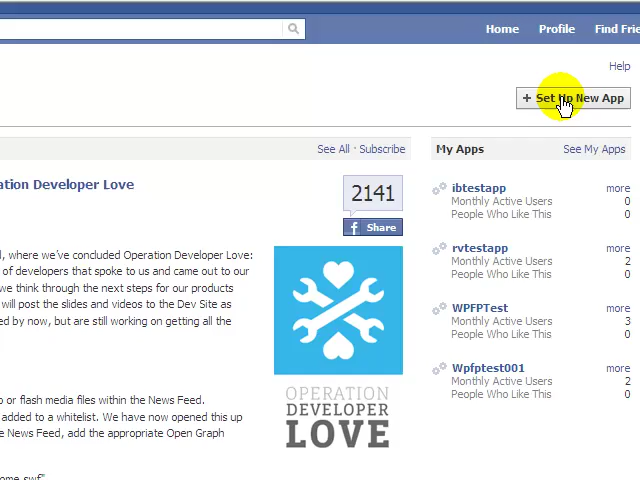 Home Profile Find Frie
Help
+ Set Up New App
See All · Subscribe
My Apps See My Apps
ation Developer Love
2141
f Share
l, where we've concluded Operation Developer Love:
of developers that spoke to us and came out to our
we think through the next steps for our products
will post the slides and videos to the Dev Site as
ed by now, but are still working on getting all the
OPERATION
DEVELOPER
LOVE
o or flash media files within the News Feed.
added to a whitelist. We have now opened this up
e News Feed, add the appropriate Open Graph
ome.swf"
ibtestapp more
Monthly Active Users 0
People Who Like This 0
rvtestapp more
Monthly Active Users 2
People Who Like This 0
WPFPTest more
Monthly Active Users 3
People Who Like This 0
Wpfptest001 more
Monthly Active Users 2
People Who Like This 0